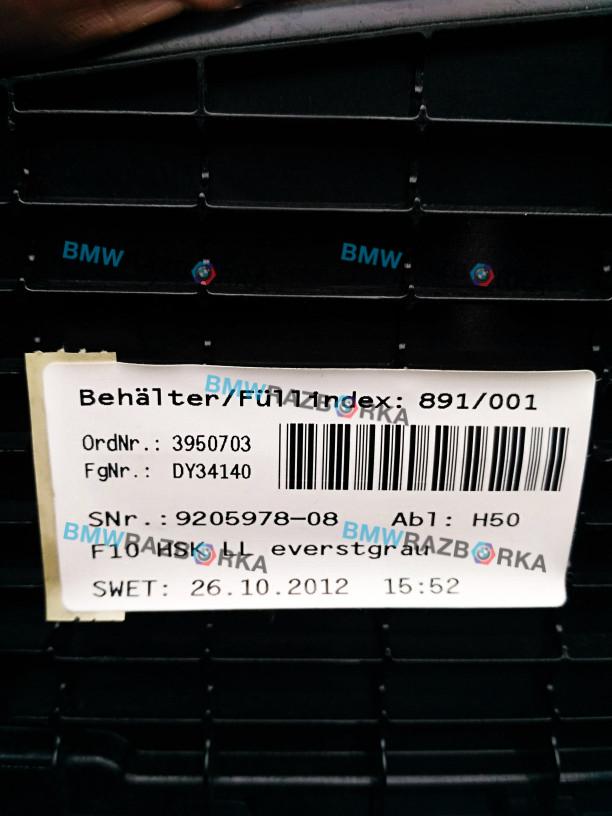 BMW
BMW
Behälter/Füllindex: 891/001
BMWRAZBORKA
OrdNr.: 3950703
FgNr.: DY34140
SNr.: 9205978-08 Abl: H50
BMWRAZBORKA
BMWRAZBORKA
F10 HSK LL everstgrau
SWET: 26.10.2012 15:52